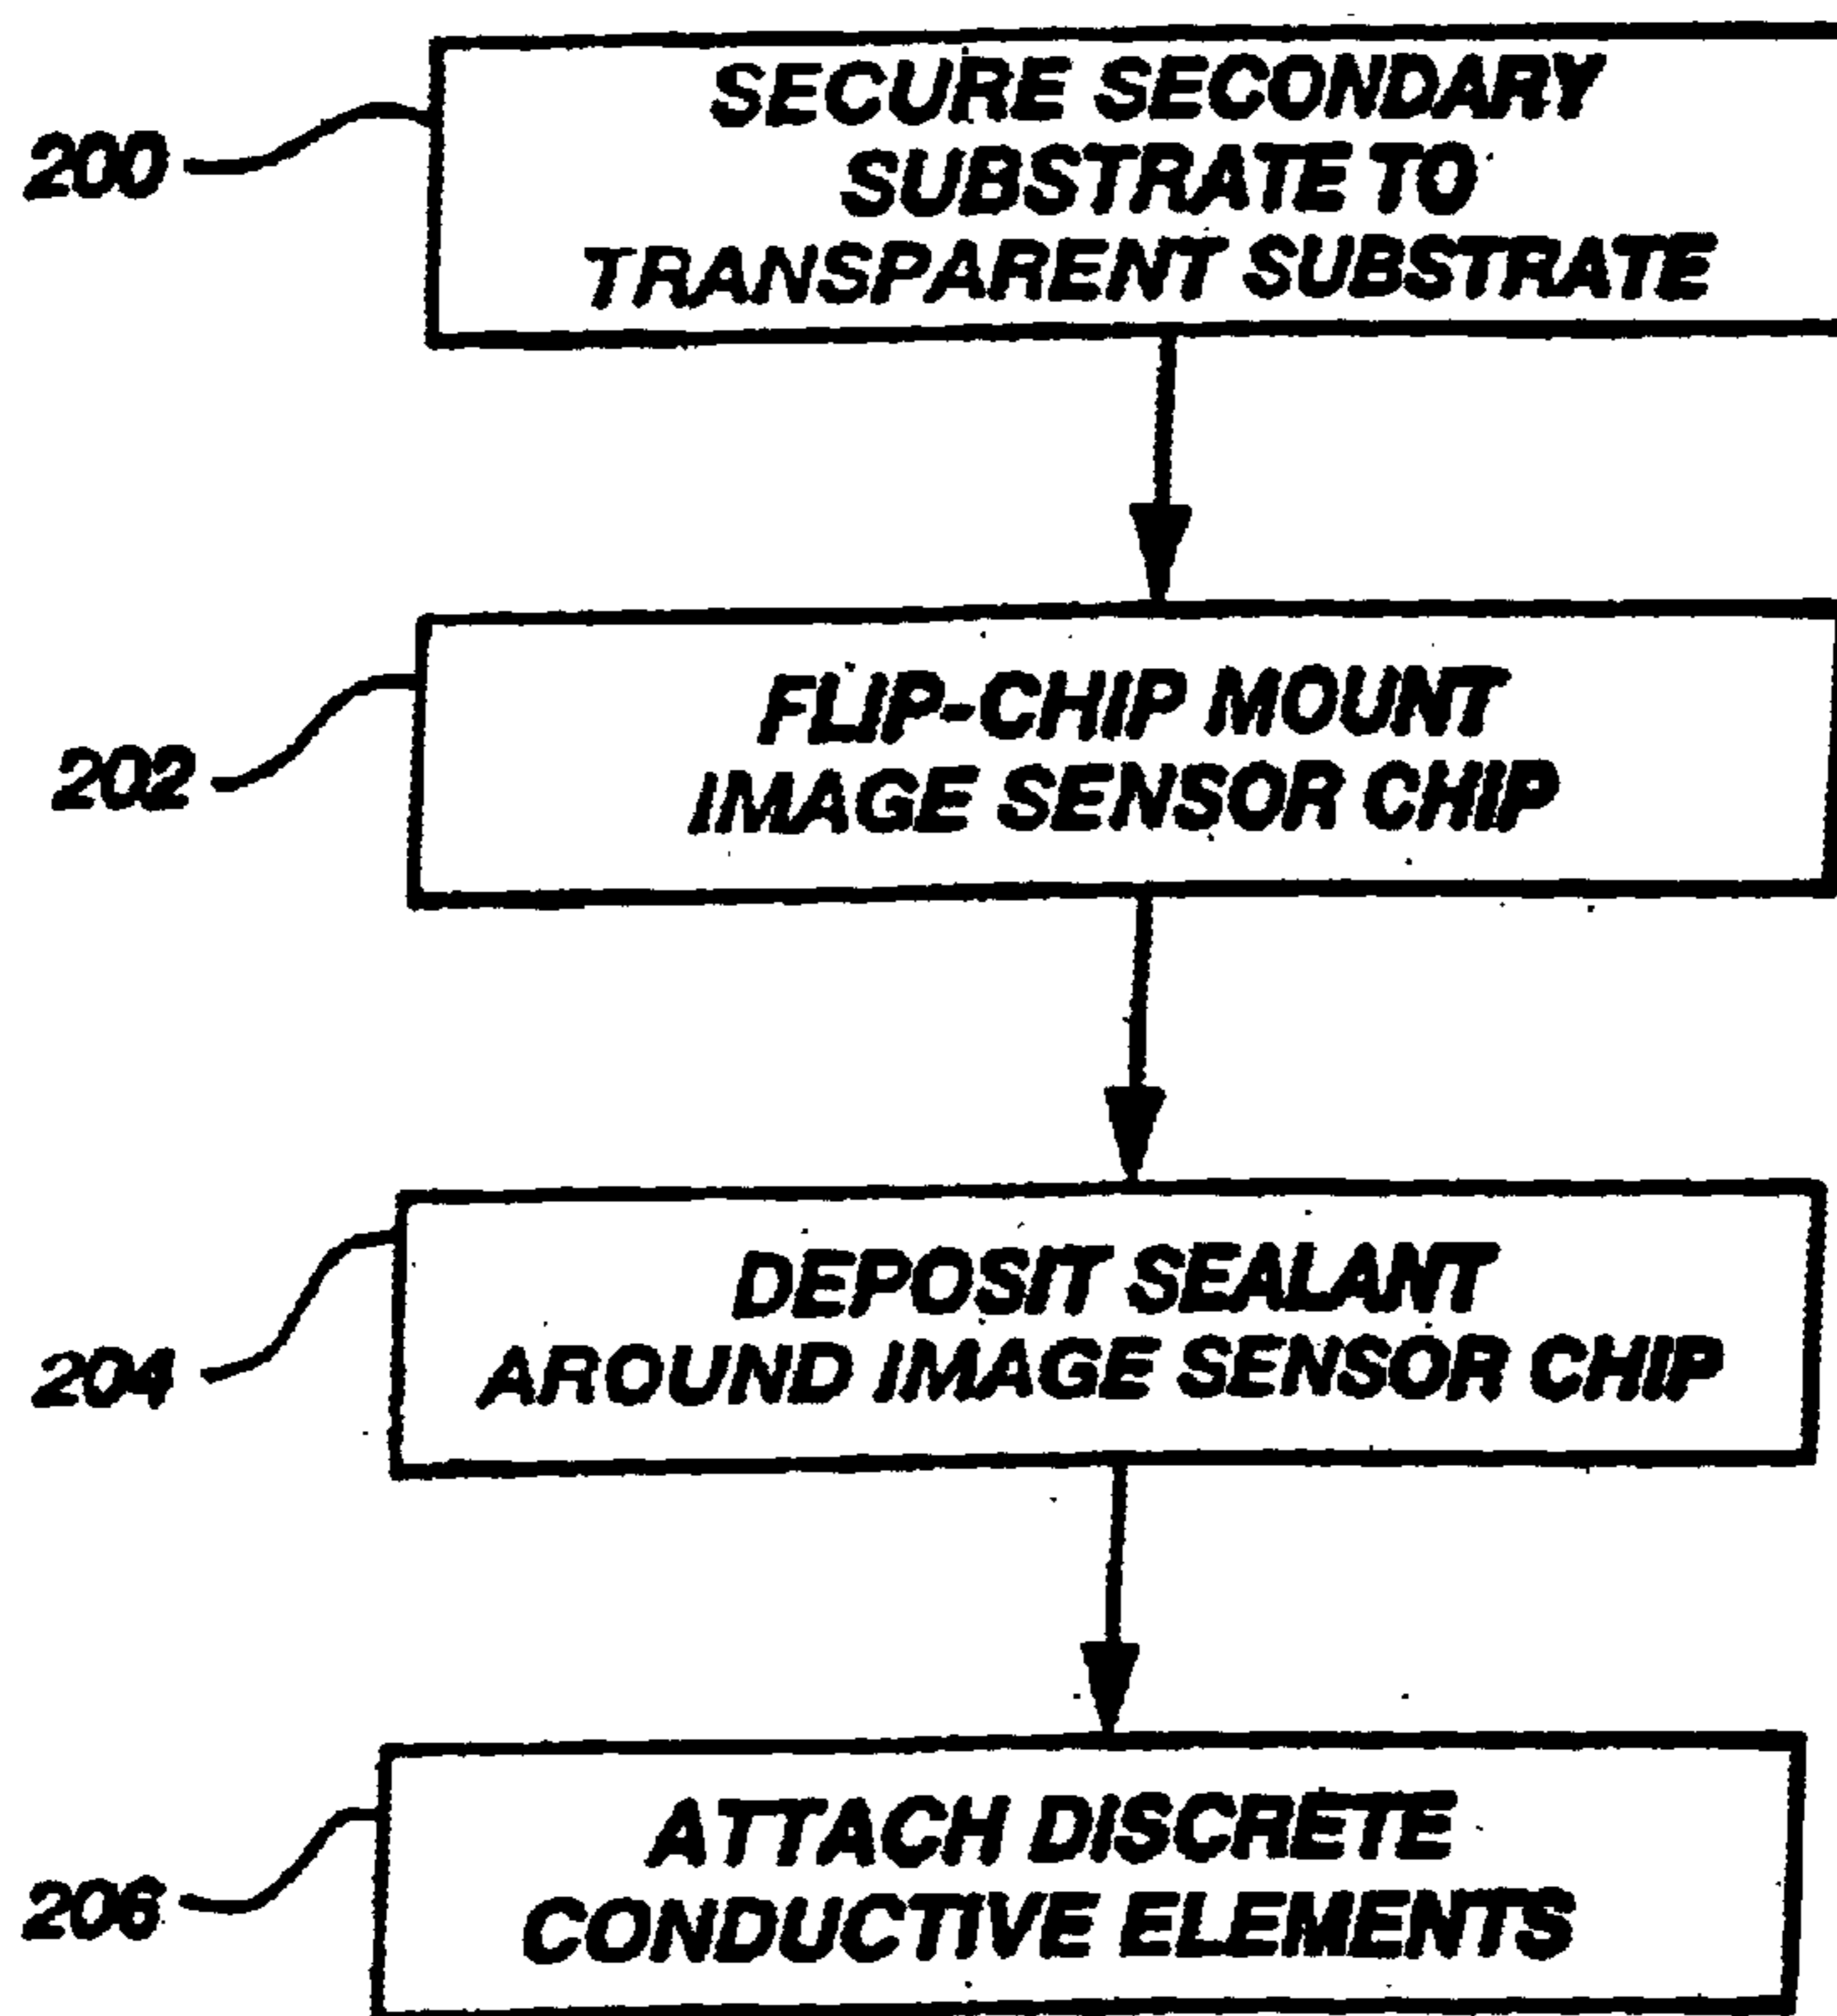 200
SECURE SECONDARY
SUBSTRATE TO
TRANSPARENT SUBSTRATE
202
FLIP-CHIP MOUNT
IMAGE SENSOR CHIP
204
DEPOSIT SEALANT
AROUND IMAGE SENSOR CHIP
206
ATTACH DISCRETE
CONDUCTIVE ELEMENTS